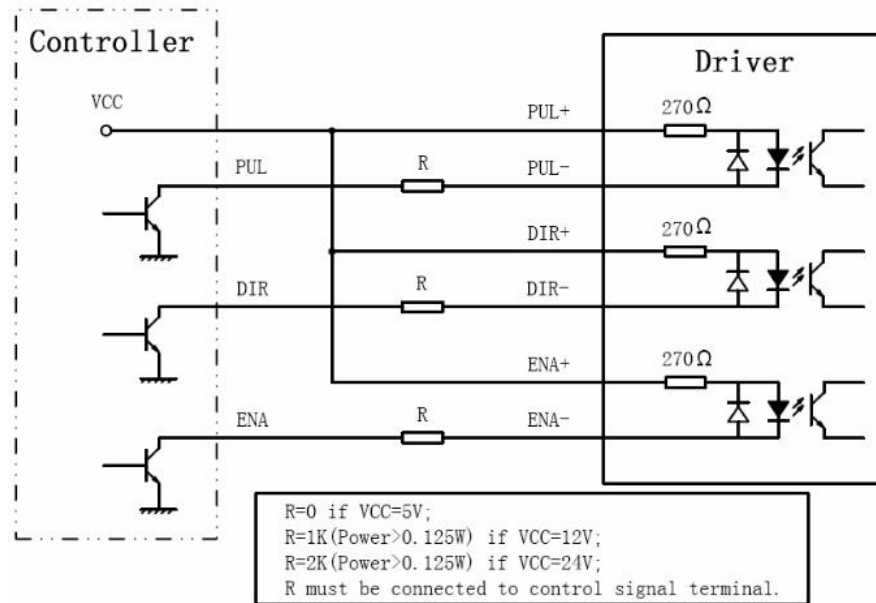 Controller
Driver
VCC
PUL+
270Ω
PUL
R
PUL-
DIR+
270Ω
DIR
R
DIR-
ENA+
270Ω
ENA
R
ENA-
R=0 if VCC=5V;
R=1K(Power>0.125W) if VCC=12V;
R=2K(Power>0.125W) if VCC=24V;
R must be connected to control signal terminal.